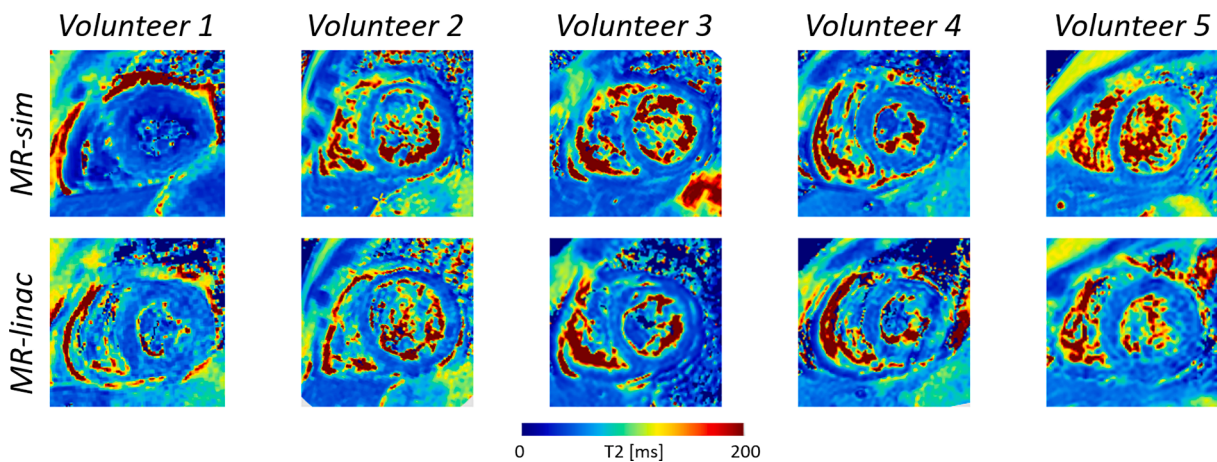 Volunteer 1 Volunteer 2 Volunteer 3 Volunteer 4 Volunteer 5
MR-sim
MR-linac
0 T2 [ms] 200